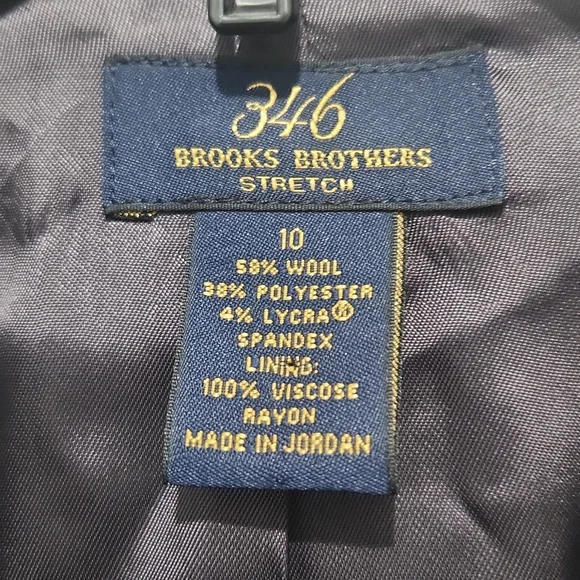 346
BROOKS BROTHERS
STRETCH
10
58% WOOL
38% POLYESTER
4% LYCRA®
SPANDEX
LINING:
100% VISCOSE
RAYON
MADE IN JORDAN